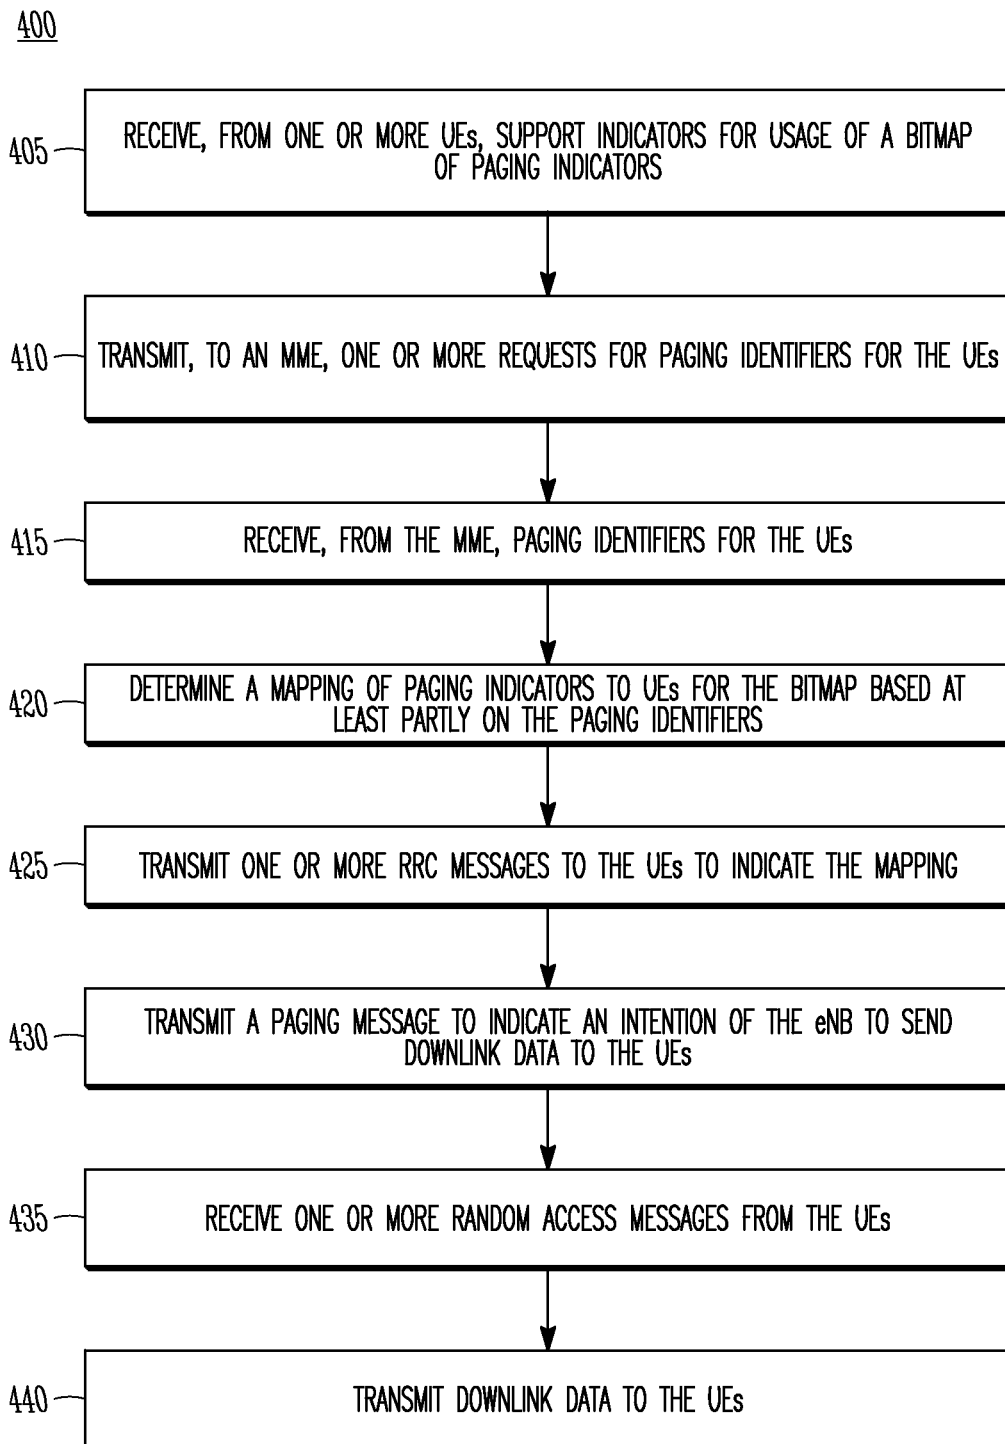 400
405
RECEIVE, FROM ONE OR MORE UEs, SUPPORT INDICATORS FOR USAGE OF A BITMAP
OF PAGING INDICATORS
410
TRANSMIT, TO AN MME, ONE OR MORE REQUESTS FOR PAGING IDENTIFIERS FOR THE UEs
415
RECEIVE, FROM THE MME, PAGING IDENTIFIERS FOR THE UEs
420
DETERMINE A MAPPING OF PAGING INDICATORS TO UEs FOR THE BITMAP BASED AT
LEAST PARTLY ON THE PAGING IDENTIFIERS
425
TRANSMIT ONE OR MORE RRC MESSAGES TO THE UEs TO INDICATE THE MAPPING
430
TRANSMIT A PAGING MESSAGE TO INDICATE AN INTENTION OF THE eNB TO SEND
DOWNLINK DATA TO THE UEs
435
RECEIVE ONE OR MORE RANDOM ACCESS MESSAGES FROM THE UEs
440
TRANSMIT DOWNLINK DATA TO THE UEs